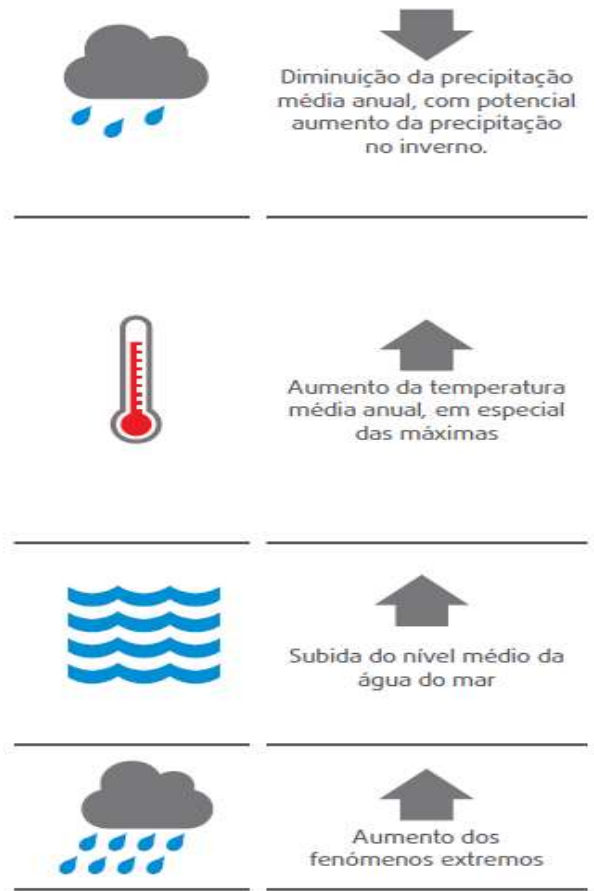 Diminuição da precipitação
média anual, com potencial
aumento da precipitação
no inverno.
Aumento da temperatura
média anual, em especial
das máximas
Subida do nível médio da
água do mar
Aumento dos
fenómenos extremos